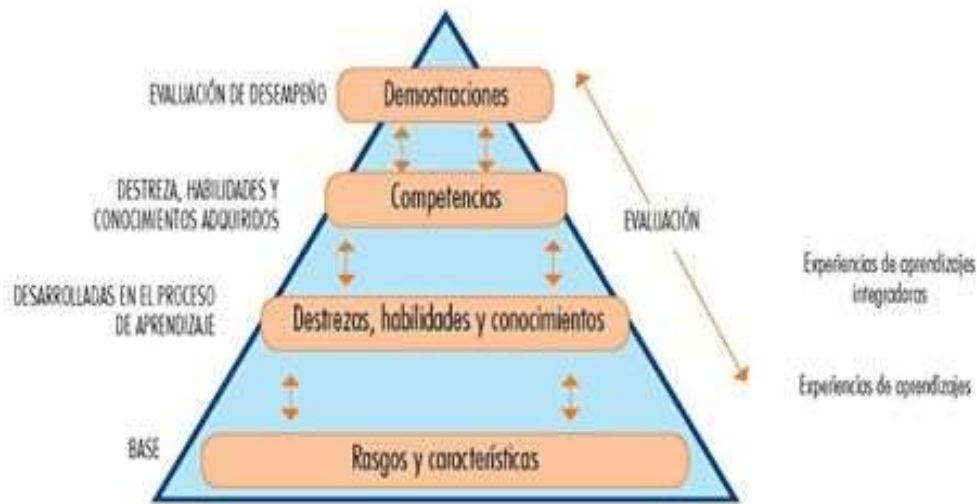 EVALUACIÓN DE DESEMPEÑO
Demostraciones
DESTREZA, HABILIDADES Y
CONOCIMIENTOS ADQUIRIDOS
Competencias
EVALUACIÓN
Experiencias de aprendizajes
integradoras
DESARROLLADAS EN EL PROCESO
DE APRENDIZAJE
Destrezas, habilidades y conocimientos
Experiencias de aprendizajes
BASE
Rasgos y características